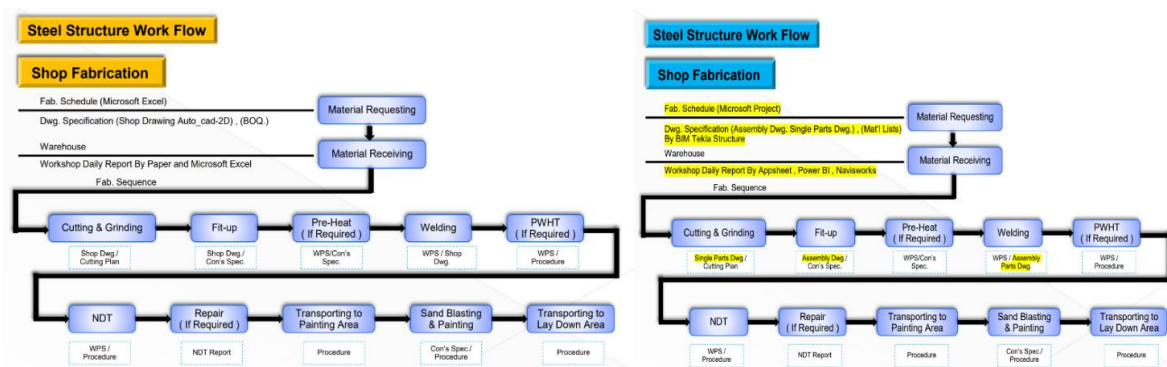 Steel Structure Work Flow
Shop Fabrication
Fab. Schedule (Microsoft Excel)
Material Requesting
Dwg. Specification (Shop Drawing Auto_cad-2D) , (BOQ.)
Warehouse
Material Receiving
Workshop Daily Report By Paper and Microsoft Excel
Fab. Sequence
Cutting & Grinding
Fit-up
Pre-Heat
( If Required )
Welding
PWHT
( If Required )
Shop Dwg./
Cutting Plan
Shop Dwg./
Con's Spec.
WPS/Con's
Spec.
WPS / Shop
Dwg.
WPS /
Procedure
NDT
Repair
( If Required )
Transporting to
Painting Area
Sand Blasting
& Painting
Transporting to
Lay Down Area
WPS /
Procedure
NDT Report
Procedure
Con's Spec./
Procedure
Procedure
Steel Structure Work Flow
Shop Fabrication
Fab. Schedule (Microsoft Project)
Material Requesting
Dwg. Specification (Assembly Dwg. Single Parts Dwg.) , (Mat'l Lists)
By BIM Tekla Structure
Warehouse
Material Receiving
Workshop Daily Report By Appsheet , Power BI , Navisworks
Fab. Sequence
Cutting & Grinding
Fit-up
Pre-Heat
( If Required )
Welding
PWHT
( If Required )
Single Parts Dwg./
Cutting Plan
Assembly Dwg./
Con's Spec.
WPS/Con's
Spec.
WPS / Assembly
Parts Dwg.
WPS /
Procedure
NDT
Repair
( If Required )
Transporting to
Painting Area
Sand Blasting
& Painting
Transporting to
Lay Down Area
WPS /
Procedure
NDT Report
Procedure
Con's Spec./
Procedure
Procedure